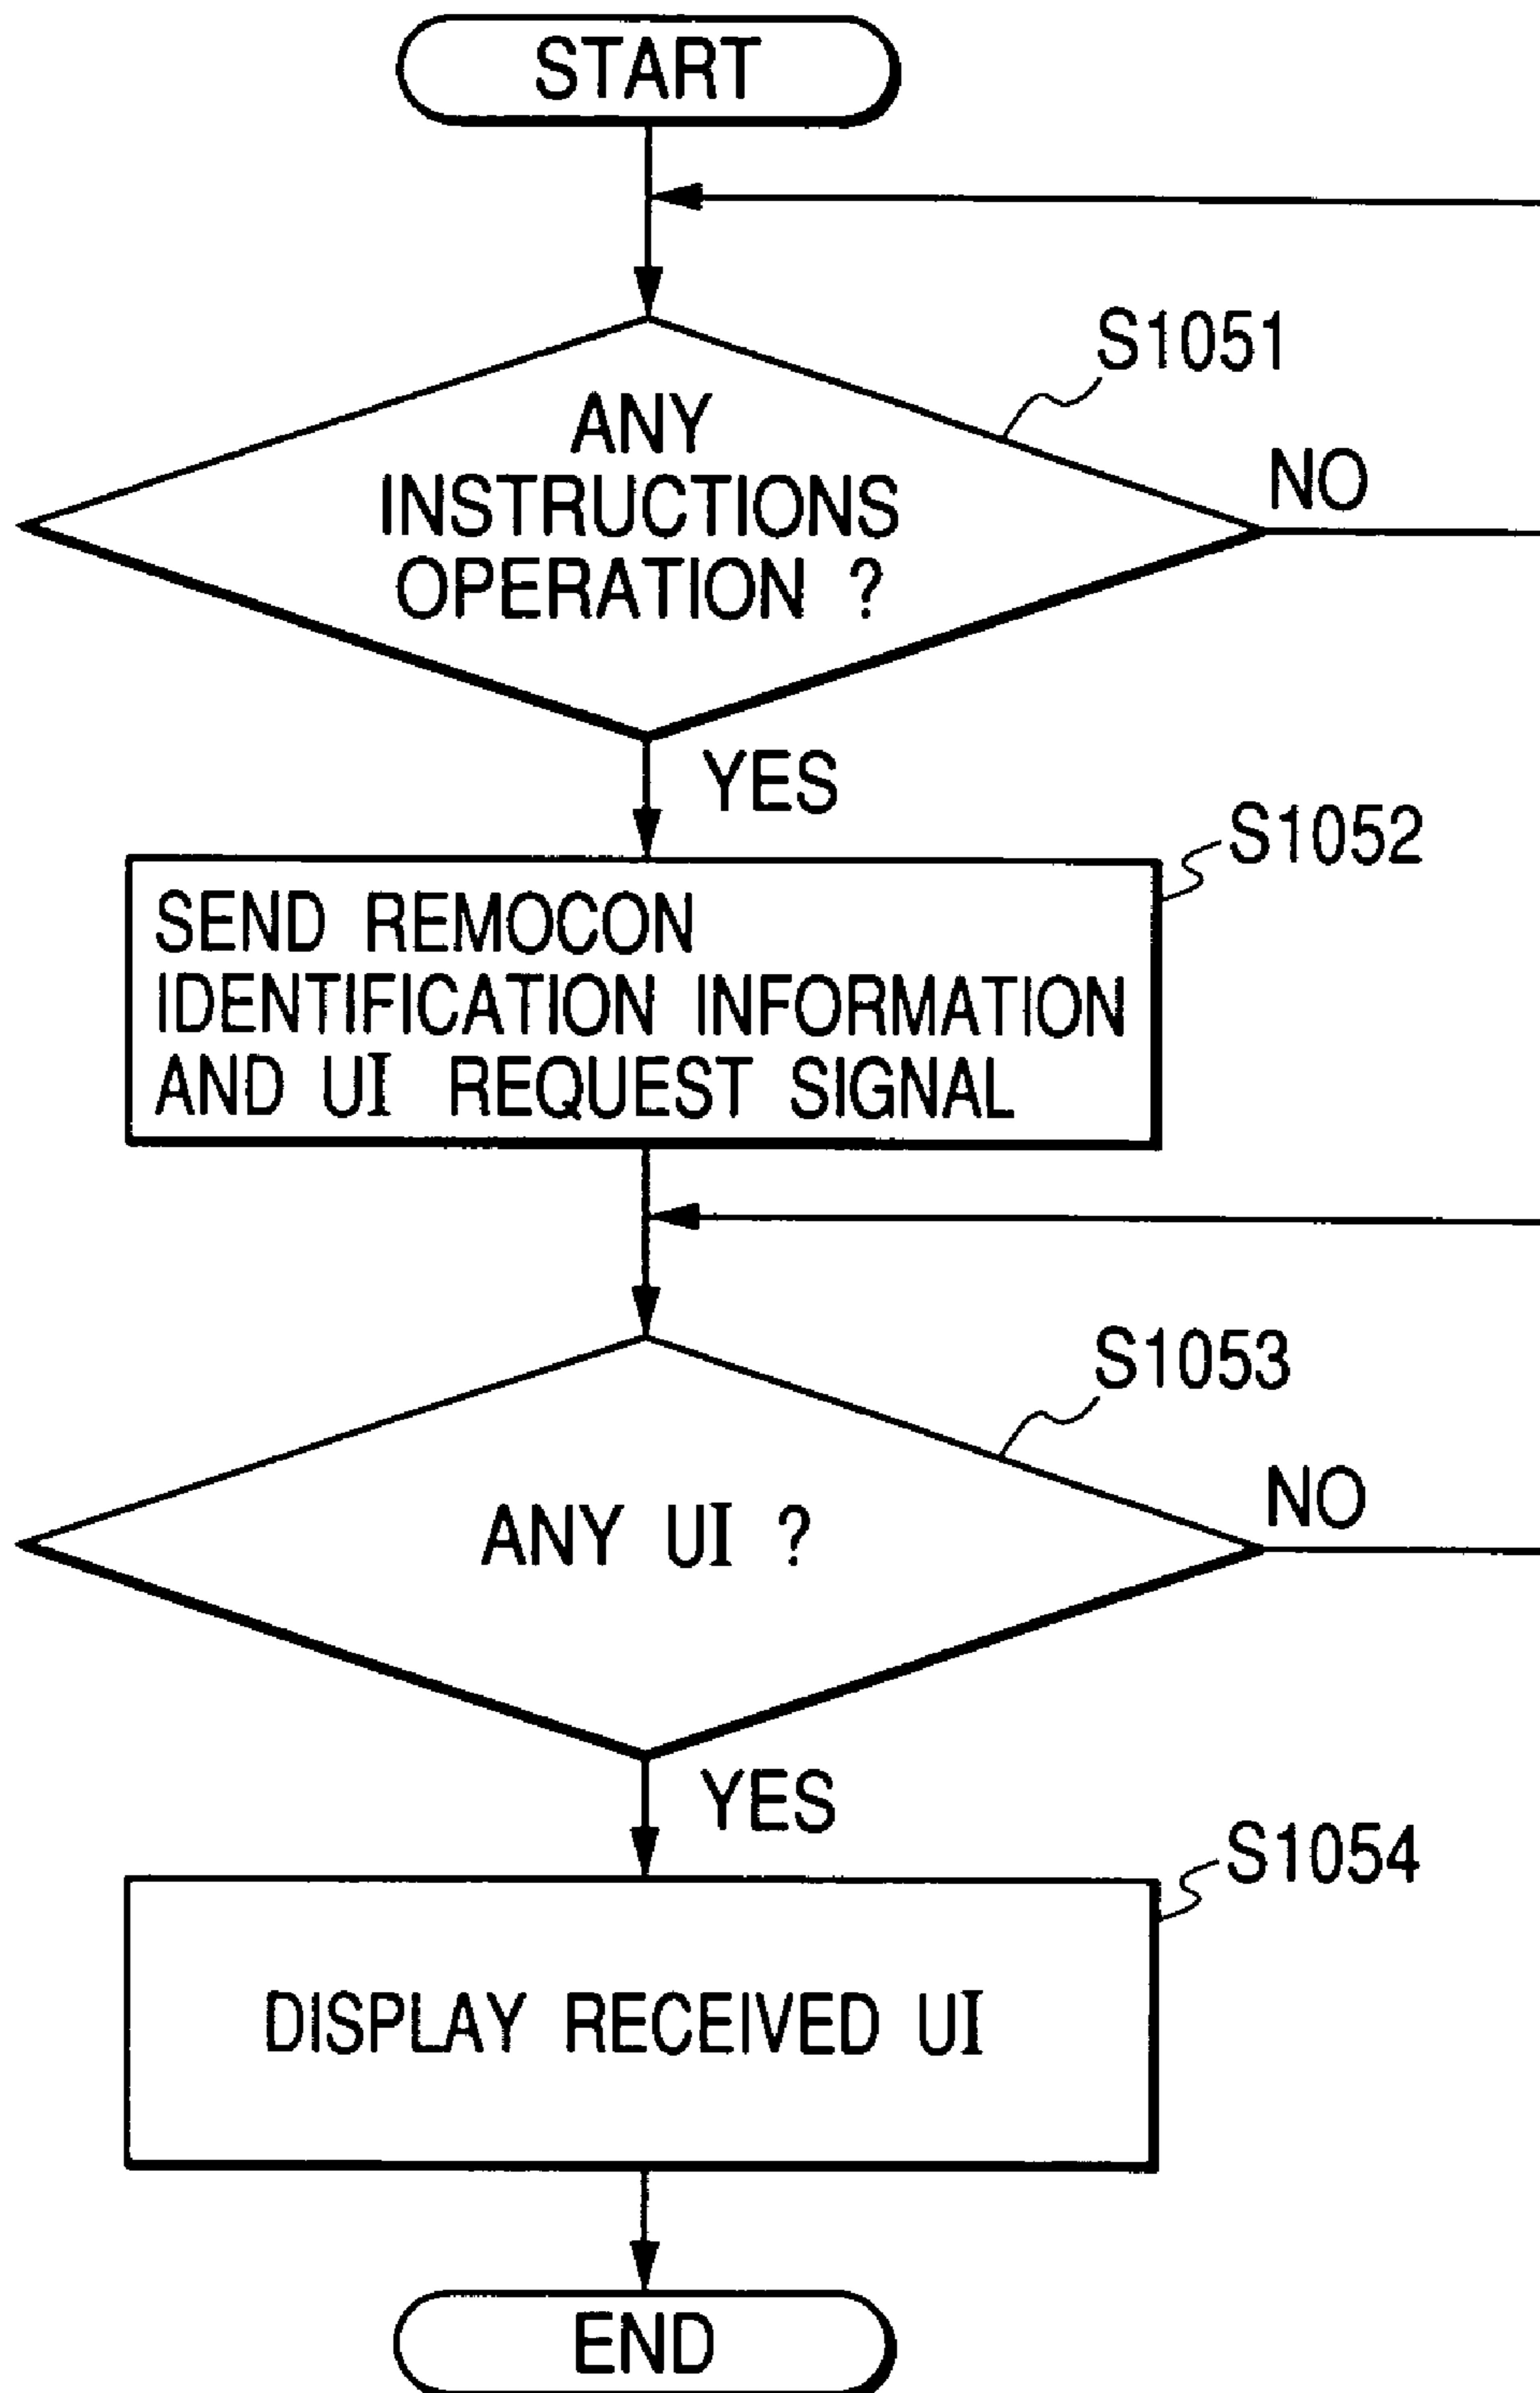 START
S1051
ANY
INSTRUCTIONS
OPERATION ?
NO
YES
S1052
SEND REMOCON
IDENTIFICATION INFORMATION
AND UI REQUEST SIGNAL
S1053
ANY UI ?
NO
YES
S1054
DISPLAY RECEIVED UI
END